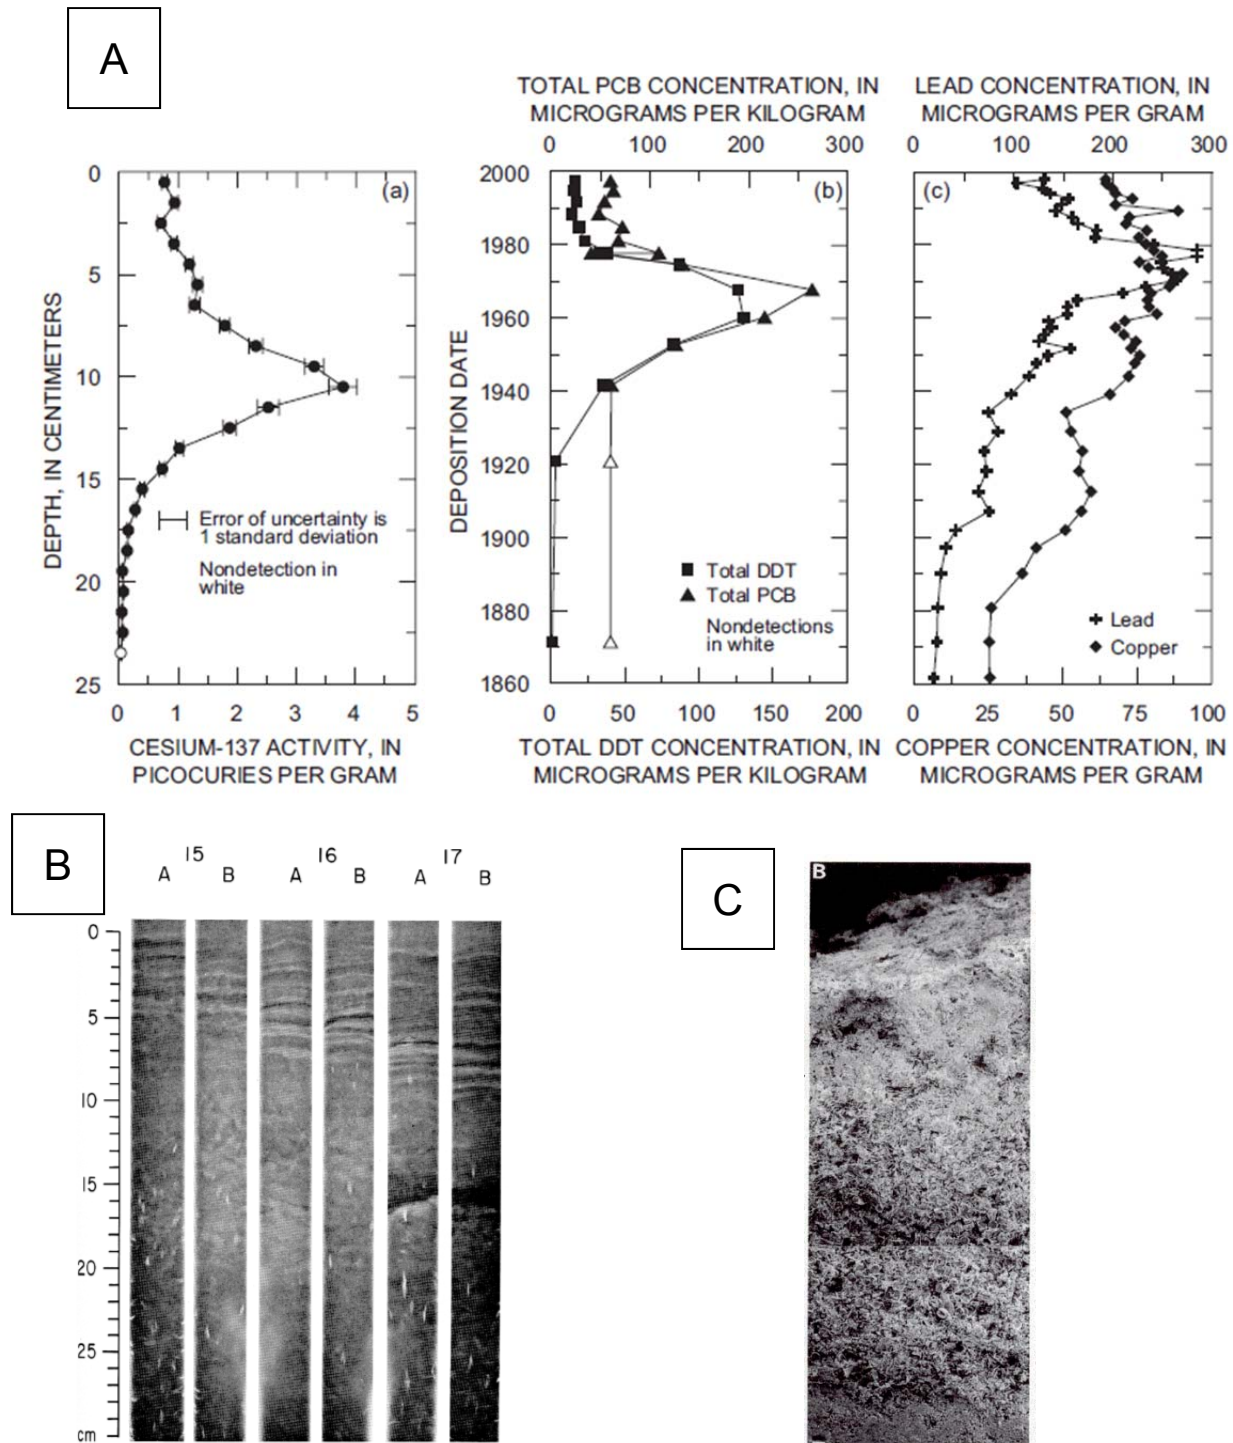 A
TOTAL PCB CONCENTRATION, IN
MICROGRAMS PER KILOGRAM
0 100 200 300
LEAD CONCENTRATION, IN
MICROGRAMS PER GRAM
0 100 200 300
DEPTH, IN CENTIMETERS
0
5
10
15
20
25
(a)
Error of uncertainty is
1 standard deviation
Nondetection in
white
0 1 2 3 4 5
CESIUM-137 ACTIVITY, IN
PICOCURIES PER GRAM
DEPOSITION DATE
2000
1980
1960
1940
1920
1900
1880
1860
(b)
Total DDT
Total PCB
Nondetections
in white
0 50 100 150 200
TOTAL DDT CONCENTRATION, IN
MICROGRAMS PER KILOGRAM
(c)
Lead
Copper
0 25 50 75 100
COPPER CONCENTRATION, IN
MICROGRAMS PER GRAM
B
15 16 17
A B A B A B
0
5
10
15
20
25
cm
C
B